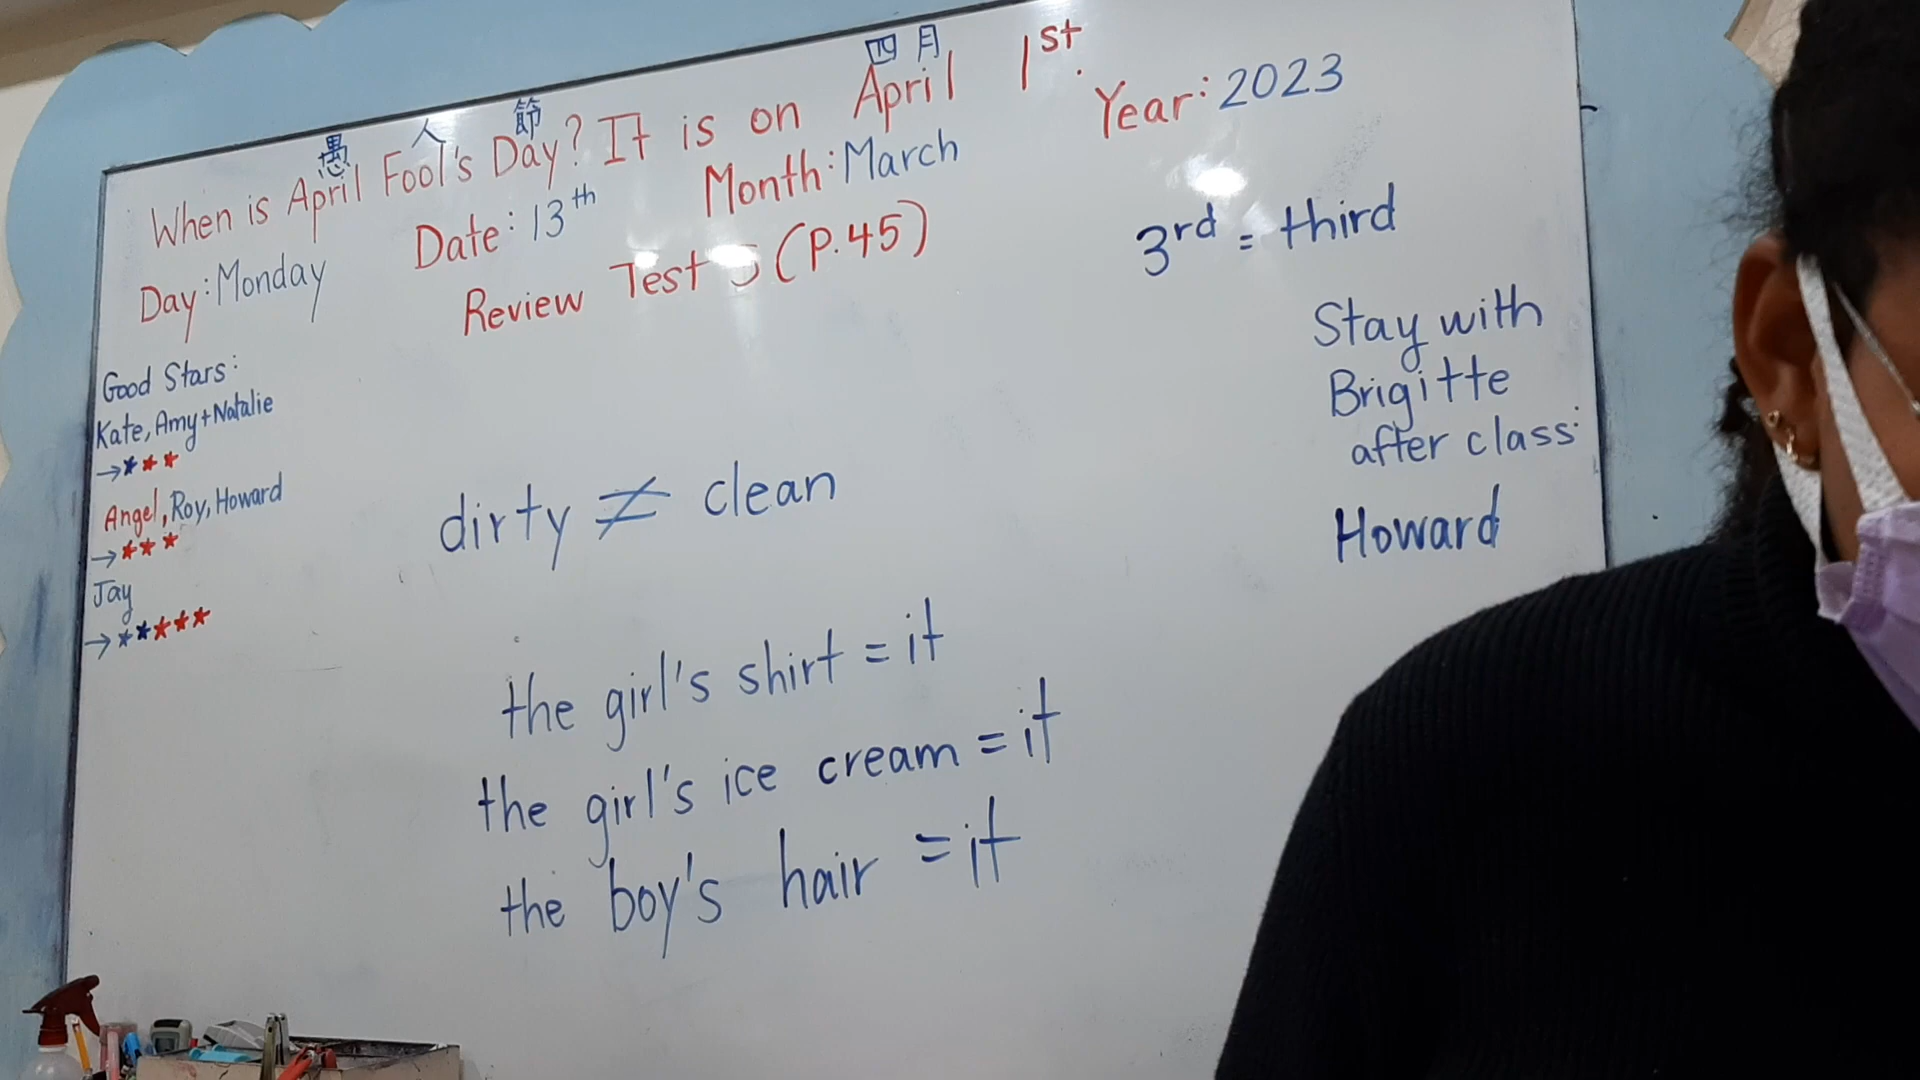 四月
愚人節
When is April Fool's Day? It is on April 1st.
Day: Monday Date: 13th Month: March Year: 2023
Review Test 5 (P.45)
3rd = third
Good Stars:
Kate, Amy + Natalie
→★★★
Angel, Roy, Howard
→★★★
Jay
→★★★★★
Stay with
Brigitte
after class:
Howard
dirty ≠ clean
the girl's shirt = it
the girl's ice cream = it
the boy's hair = it